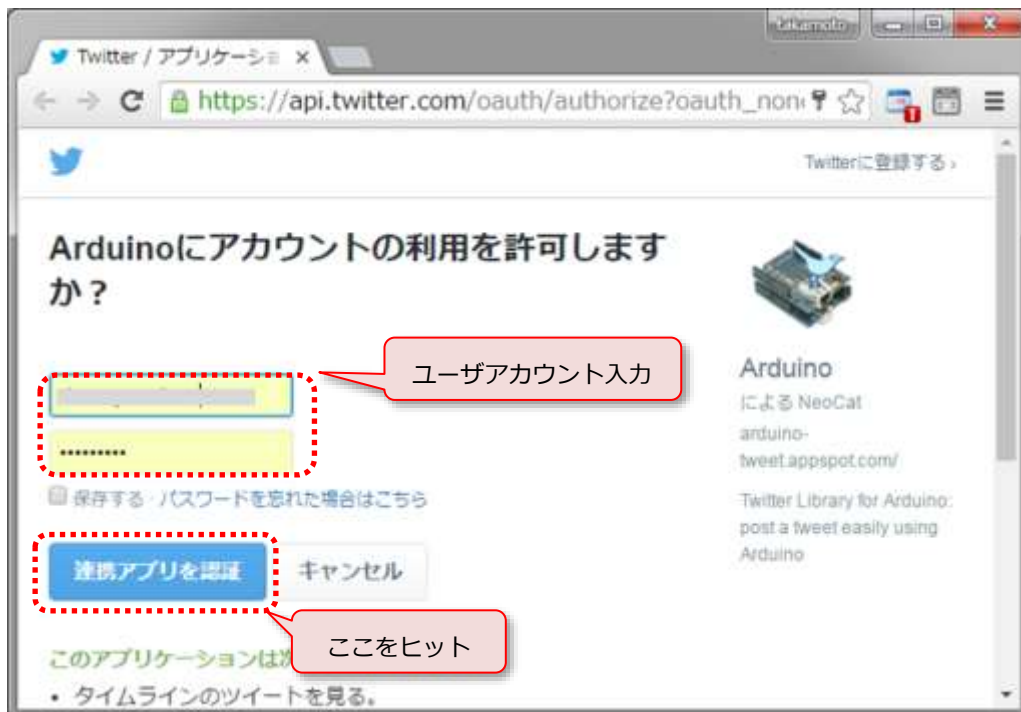 takamoto
Twitter / アプリケーショ
https://api.twitter.com/oauth/authorize?oauth_non
Twitterに登録する ›
Arduinoにアカウントの利用を許可します
か？
ユーザアカウント入力
Arduino
による NeoCat
arduino-
tweet.appspot.com/
Twitter Library for Arduino:
post a tweet easily using
Arduino
保存する · パスワードを忘れた場合はこちら
連携アプリを認証
キャンセル
ここをヒット
このアプリケーションは次
• タイムラインのツイートを見る。